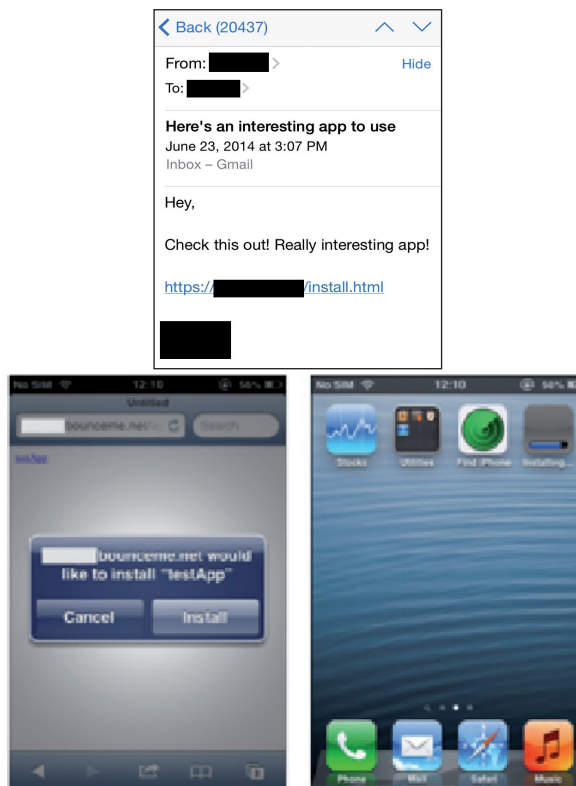 Back (20437)
From:
Hide
To:
Here's an interesting app to use
June 23, 2014 at 3:07 PM
Inbox – Gmail
Hey,
Check this out! Really interesting app!
https:// /install.html
No SIM 12:10 56%
Untitled
bounceme.net/ Search
testApp
bounceme.net would
like to install "testApp"
Cancel Install
No SIM 12:10 56%
Stocks Utilities Find iPhone Installing...
Phone Mail Safari Music